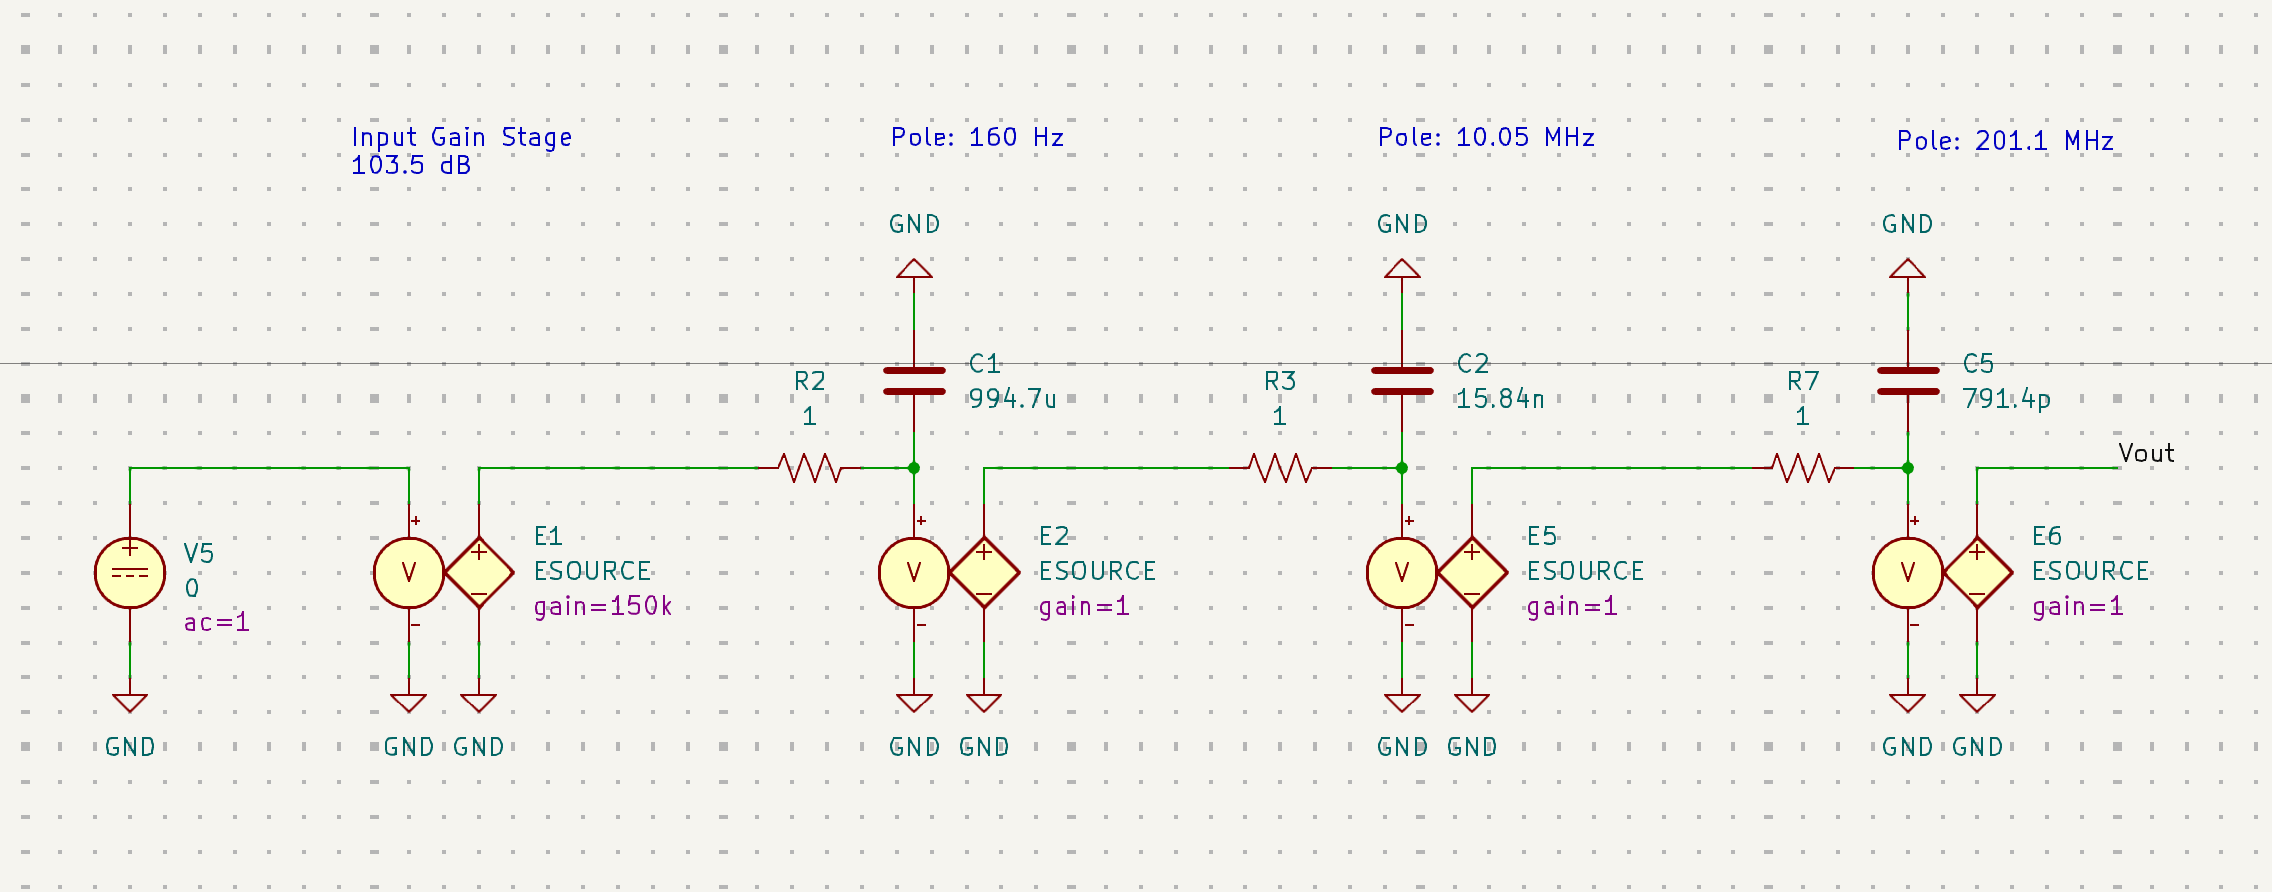 Input Gain Stage
103.5 dB
Pole: 160 Hz
Pole: 10.05 MHz
Pole: 201.1 MHz
GND
GND
GND
R2
1
C1
994.7u
R3
1
C2
15.84n
R7
1
C5
791.4p
Vout
V5
0
ac=1
+
V
-
+
-
E1
ESOURCE
gain=150k
+
V
-
+
-
E2
ESOURCE
gain=1
+
V
-
+
-
E5
ESOURCE
gain=1
+
V
-
+
-
E6
ESOURCE
gain=1
GND
GND
GND
GND
GND
GND
GND
GND
GND